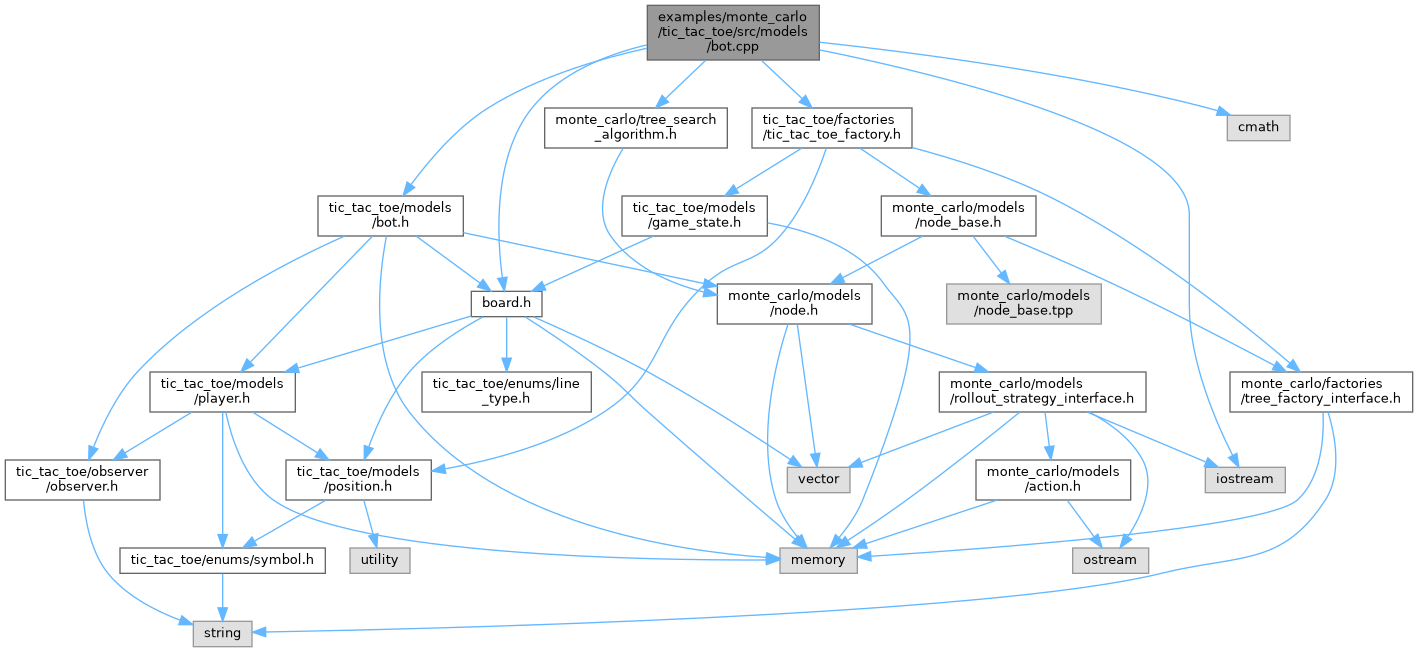 examples/monte_carlo
/tic_tac_toe/src/models
/bot.cpp
monte_carlo/tree_search
_algorithm.h
tic_tac_toe/factories
/tic_tac_toe_factory.h
cmath
tic_tac_toe/models
/bot.h
tic_tac_toe/models
/game_state.h
monte_carlo/models
/node_base.h
board.h
monte_carlo/models
/node.h
monte_carlo/models
/node_base.tpp
tic_tac_toe/models
/player.h
tic_tac_toe/enums/line
_type.h
monte_carlo/models
/rollout_strategy_interface.h
monte_carlo/factories
/tree_factory_interface.h
tic_tac_toe/observer
/observer.h
tic_tac_toe/models
/position.h
vector
monte_carlo/models
/action.h
iostream
tic_tac_toe/enums/symbol.h
utility
memory
ostream
string